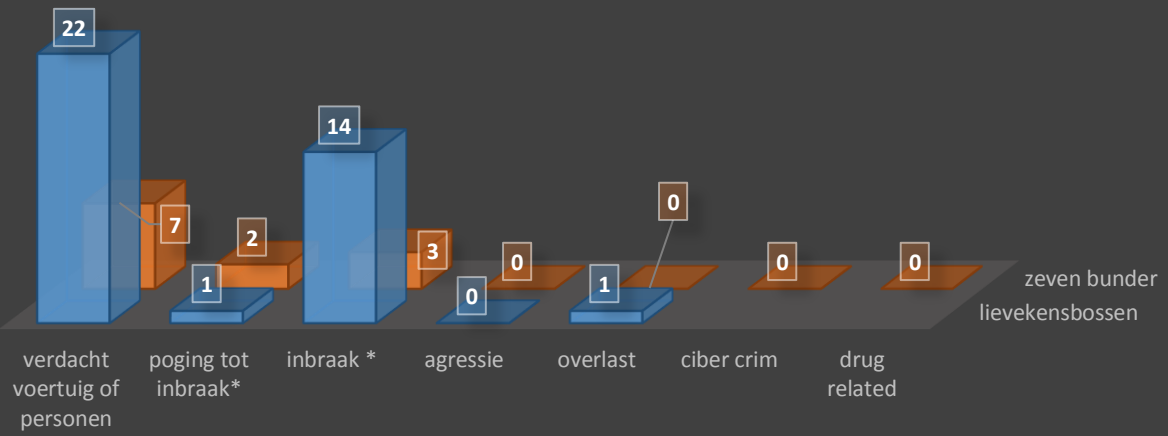 22
14
7
2
3
0
0
0
0
1
0
1
zeven bunder
lievekensbossen
verdacht
voertuig of
personen
poging tot
inbraak*
inbraak *
agressie
overlast
ciber crim
drug
related